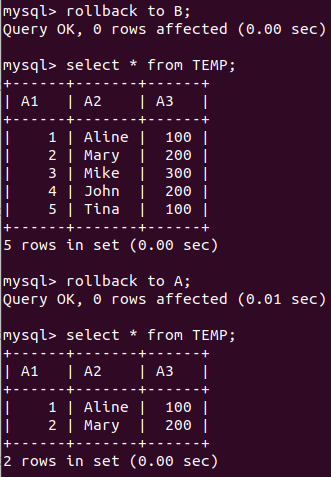 mysql> rollback to B;
Query OK, 0 rows affected (0.00 sec)
mysql> select * from TEMP;
+------+-------+------+
| A1   | A2    | A3   |
+------+-------+------+
|    1 | Aline |  100 |
|    2 | Mary  |  200 |
|    3 | Mike  |  300 |
|    4 | John  |  200 |
|    5 | Tina  |  100 |
+------+-------+------+
5 rows in set (0.00 sec)
mysql> rollback to A;
Query OK, 0 rows affected (0.01 sec)
mysql> select * from TEMP;
+------+-------+------+
| A1   | A2    | A3   |
+------+-------+------+
|    1 | Aline |  100 |
|    2 | Mary  |  200 |
+------+-------+------+
2 rows in set (0.00 sec)